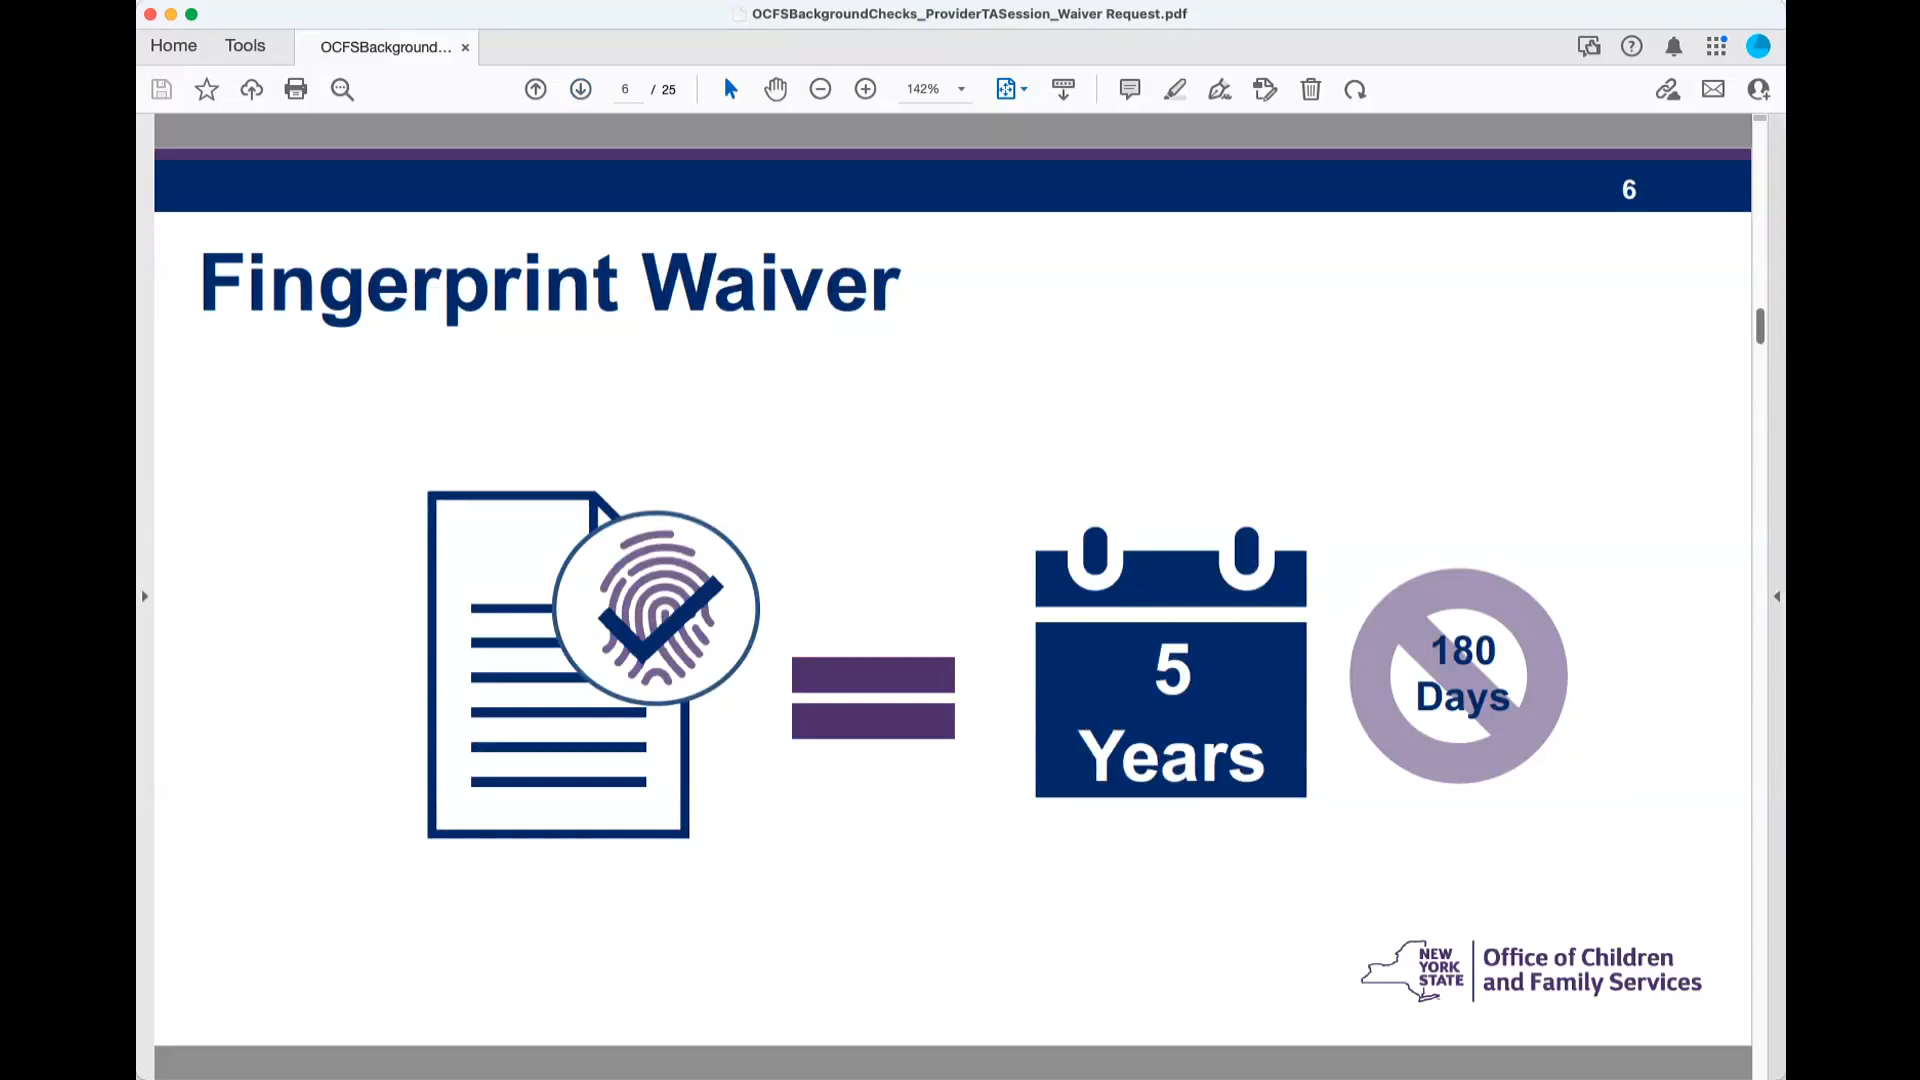 OCFSBackgroundChecks_ProviderTASession_Waiver Request.pdf
Home Tools OCFSBackground... ×
6 / 25 142%
6
Fingerprint Waiver
5
Years
180
Days
NEW
YORK
STATE
Office of Children
and Family Services